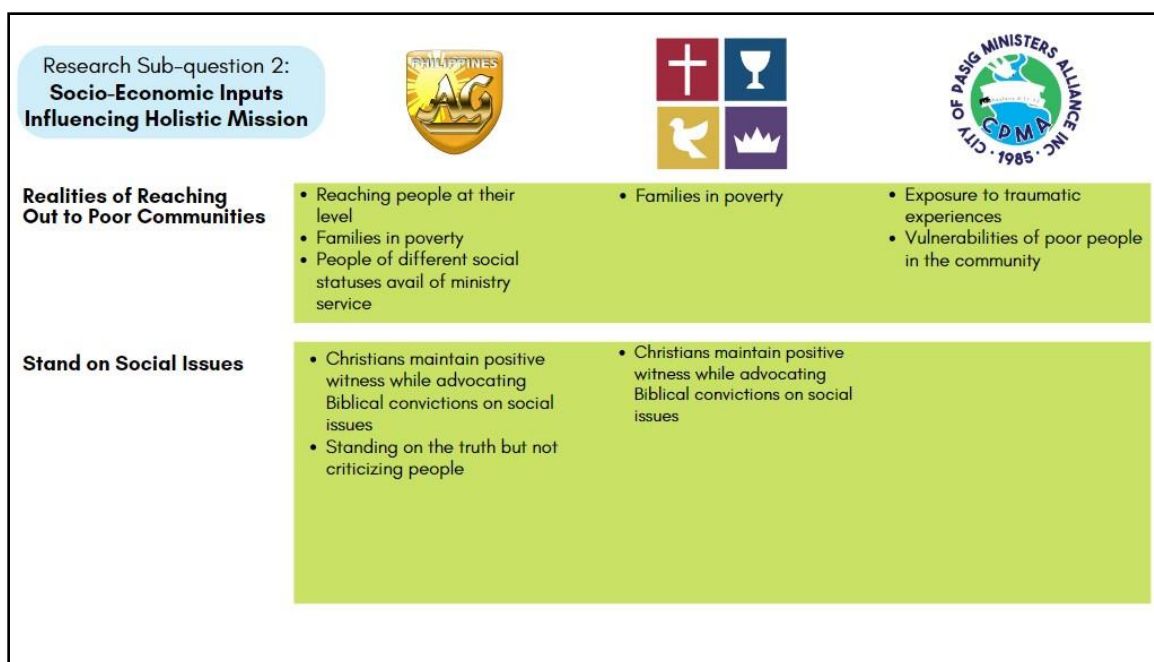 Research Sub-question 2:
Socio-Economic Inputs
Influencing Holistic Mission
PHILIPPINES
AG
CITY OF PASIG MINISTERS ALLIANCE INC
CPMA
· 1985 ·
Realities of Reaching
Out to Poor Communities
• Reaching people at their
level
• Families in poverty
• People of different social
statuses avail of ministry
service
• Families in poverty
• Exposure to traumatic
experiences
• Vulnerabilities of poor people
in the community
Stand on Social Issues
• Christians maintain positive
witness while advocating
Biblical convictions on social
issues
• Standing on the truth but not
criticizing people
• Christians maintain positive
witness while advocating
Biblical convictions on social
issues